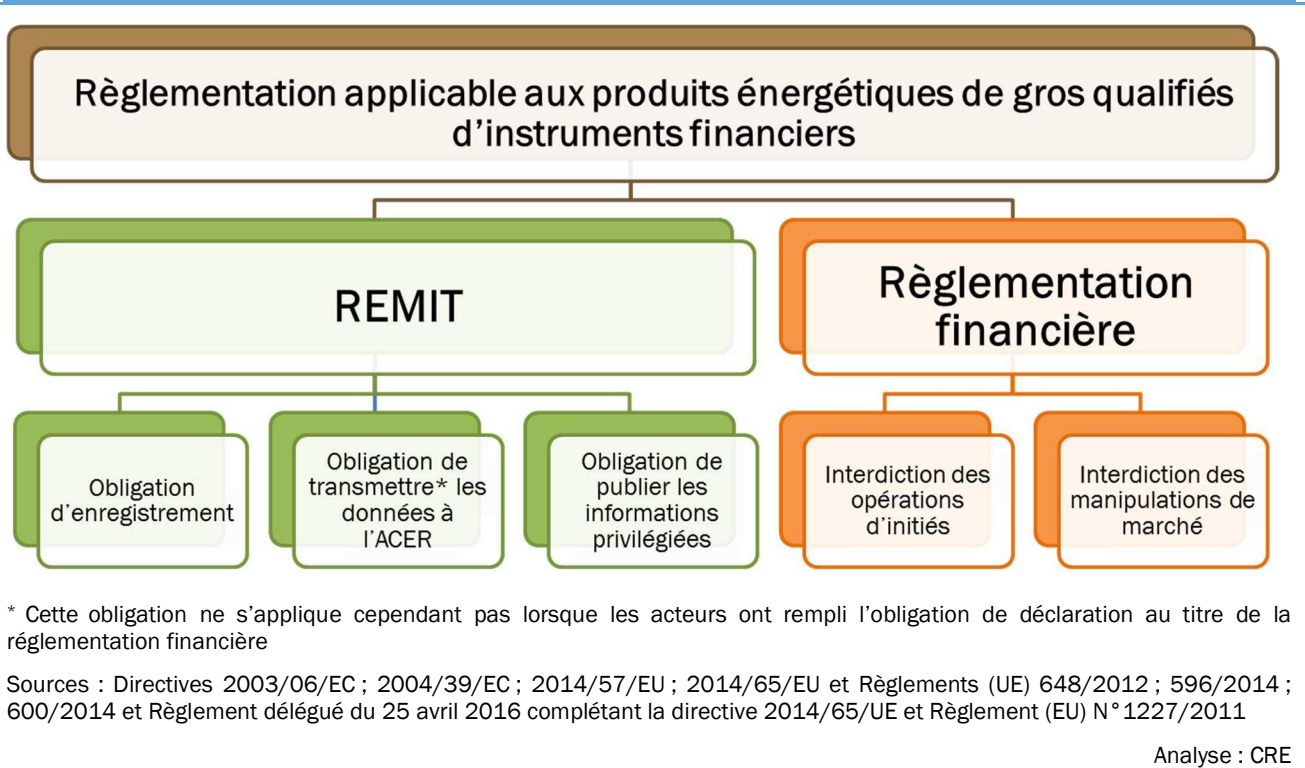 Règlementation applicable aux produits énergétiques de gros qualifiés
d'instruments financiers
REMIT
Règlementation
financière
Obligation
d'enregistrement
Obligation de
transmettre* les
données à
l'ACER
Obligation de
publier les
informations
privilégiées
Interdiction des
opérations
d'initiés
Interdiction des
manipulations de
marché
* Cette obligation ne s'applique cependant pas lorsque les acteurs ont rempli l'obligation de déclaration au titre de la
réglementation financière
Sources : Directives 2003/06/EC ; 2004/39/EC ; 2014/57/EU ; 2014/65/EU et Règlements (UE) 648/2012 ; 596/2014 ;
600/2014 et Règlement délégué du 25 avril 2016 complétant la directive 2014/65/UE et Règlement (EU) N°1227/2011
Analyse : CRE